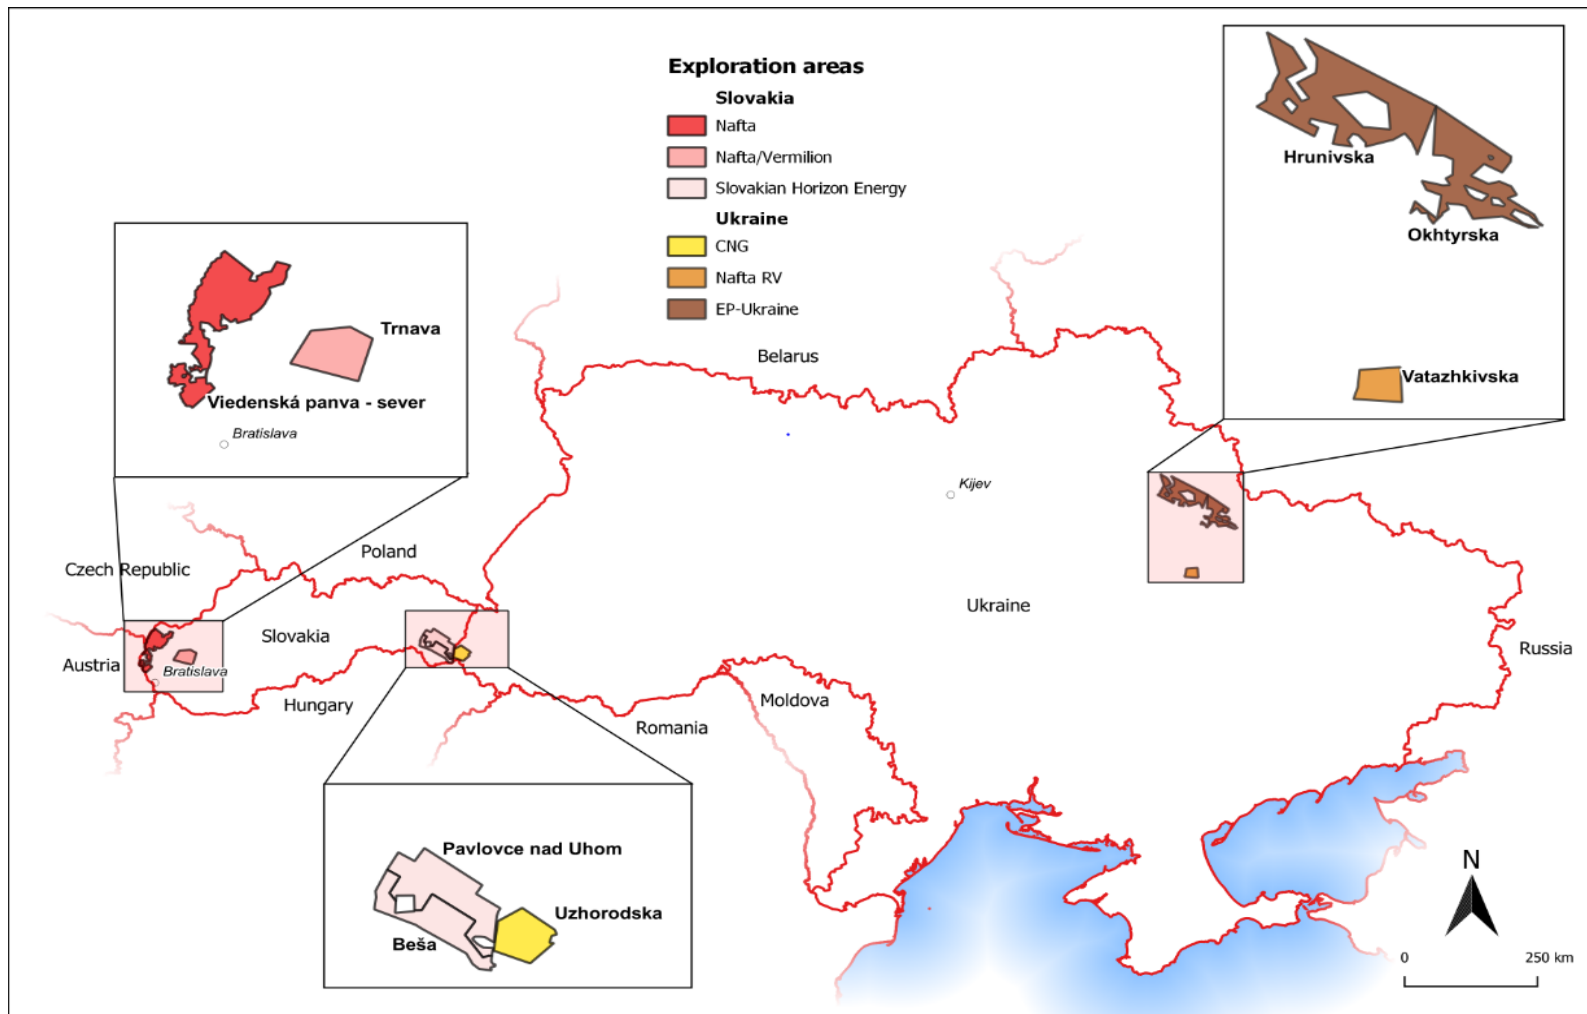 Exploration areas
Slovakia
Nafta
Nafta/Vermilion
Slovakian Horizon Energy
Ukraine
CNG
Nafta RV
EP-Ukraine
Hrunivska
Okhtyrska
Vatazhkivska
Trnava
Viedenská panva - sever
Bratislava
Belarus
Kijev
Poland
Czech Republic
Slovakia
Ukraine
Austria
Bratislava
Russia
Hungary
Moldova
Romania
Pavlovce nad Uhom
Uzhorodska
Beša
N
0 250 km